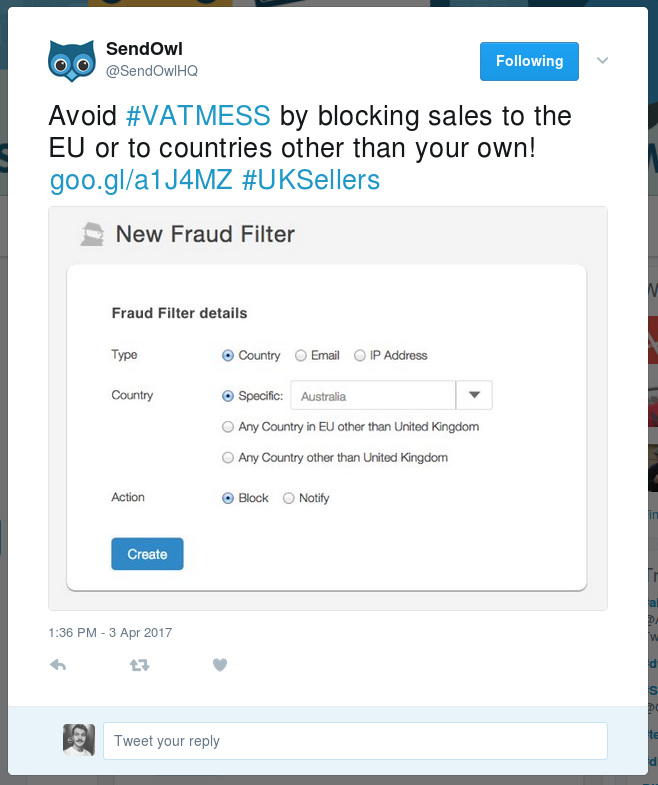 SendOwl
@SendOwlHQ
Following
Avoid #VATMESS by blocking sales to the
EU or to countries other than your own!
goo.gl/a1J4MZ #UKSellers
New Fraud Filter
Fraud Filter details
Type Country Email IP Address
Country Specific: Australia
Any Country in EU other than United Kingdom
Any Country other than United Kingdom
Action Block Notify
Create
1:36 PM - 3 Apr 2017
Tweet your reply